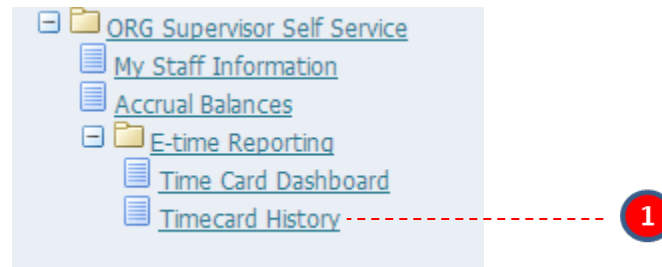 ORG Supervisor Self Service
My Staff Information
Accrual Balances
E-time Reporting
Time Card Dashboard
Timecard History
1